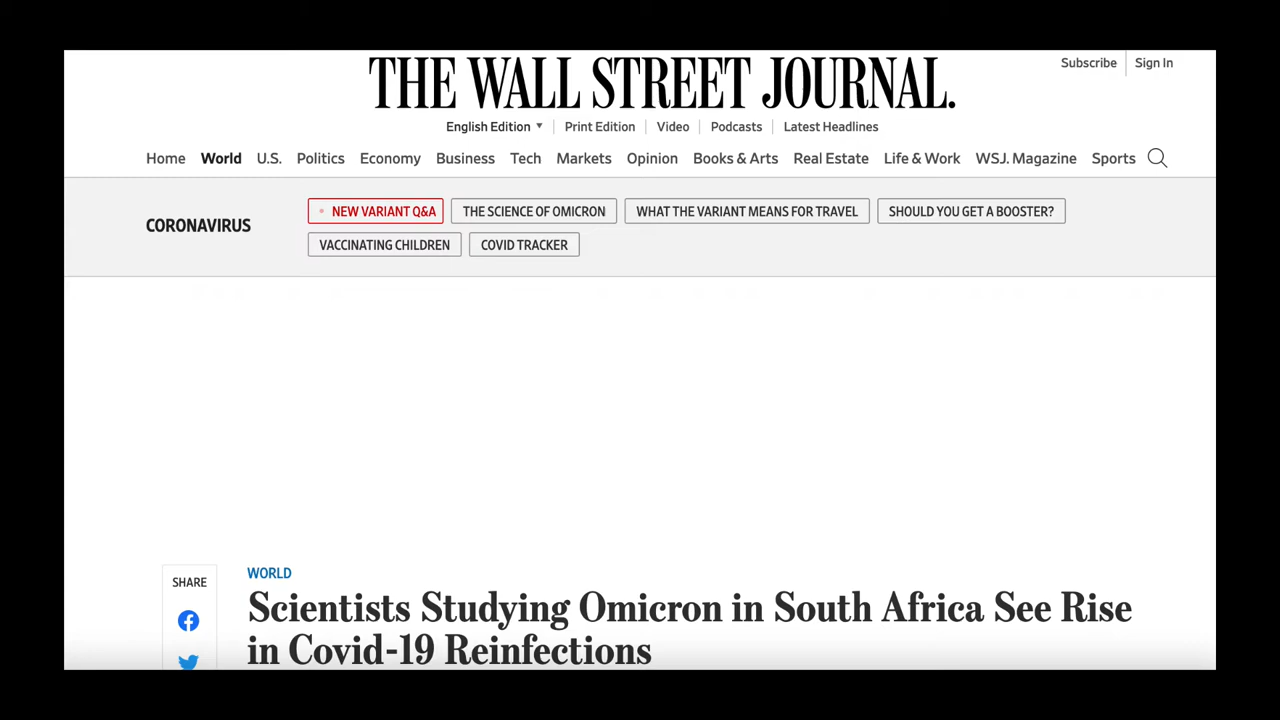 THE WALL STREET JOURNAL.
Subscribe Sign In
English Edition Print Edition Video Podcasts Latest Headlines
Home World U.S. Politics Economy Business Tech Markets Opinion Books & Arts Real Estate Life & Work WSJ. Magazine Sports
CORONAVIRUS
NEW VARIANT Q&A THE SCIENCE OF OMICRON WHAT THE VARIANT MEANS FOR TRAVEL SHOULD YOU GET A BOOSTER?
VACCINATING CHILDREN COVID TRACKER
SHARE
WORLD
Scientists Studying Omicron in South Africa See Rise
in Covid-19 Reinfections